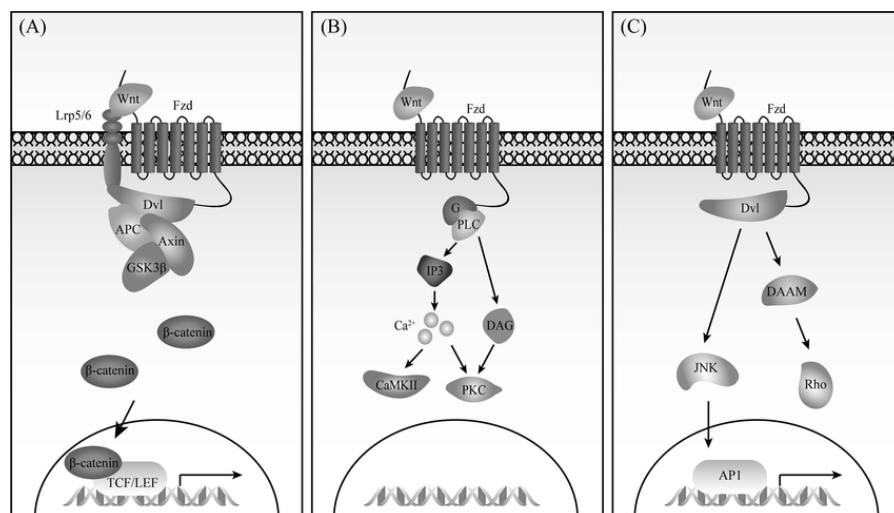 (A)
Wnt
Lrp5/6
Fzd
Dvl
APC
Axin
GSK3β
β-catenin
β-catenin
β-catenin
TCF/LEF
(B)
Wnt
Fzd
G
PLC
IP3
Ca²⁺
DAG
CaMKII
PKC
(C)
Wnt
Fzd
Dvl
DAAM
JNK
Rho
AP1